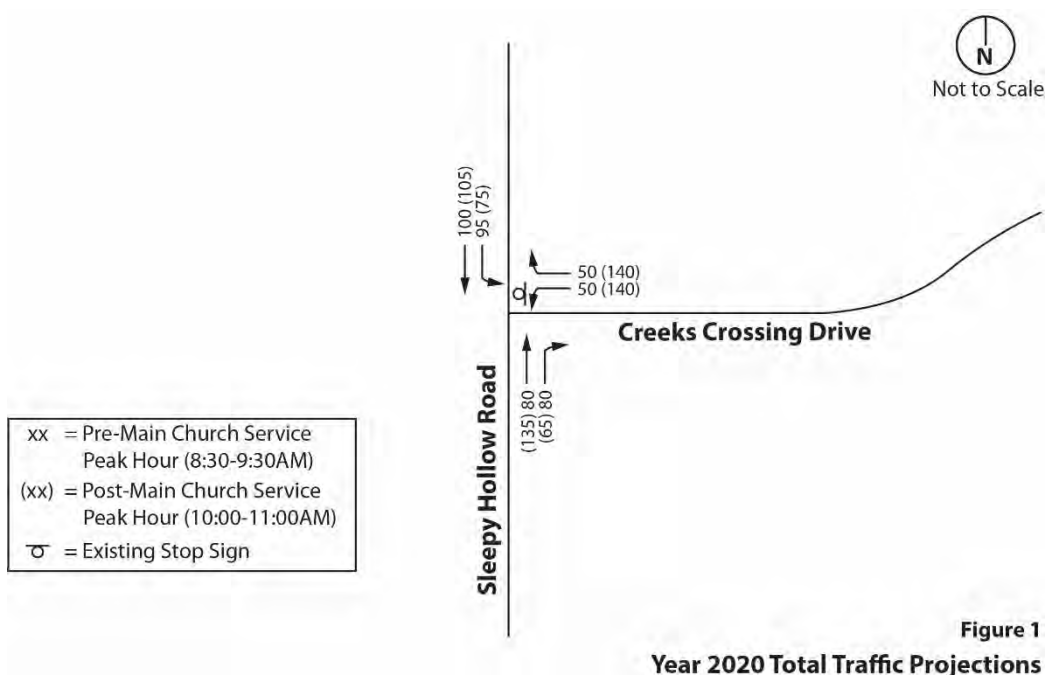 N
Not to Scale
100 (105)
95 (75)
50 (140)
50 (140)
Creeks Crossing Drive
(135) 80
(65) 80
Sleepy Hollow Road
xx = Pre-Main Church Service
Peak Hour (8:30-9:30AM)
(xx) = Post-Main Church Service
Peak Hour (10:00-11:00AM)
= Existing Stop Sign
Figure 1
Year 2020 Total Traffic Projections